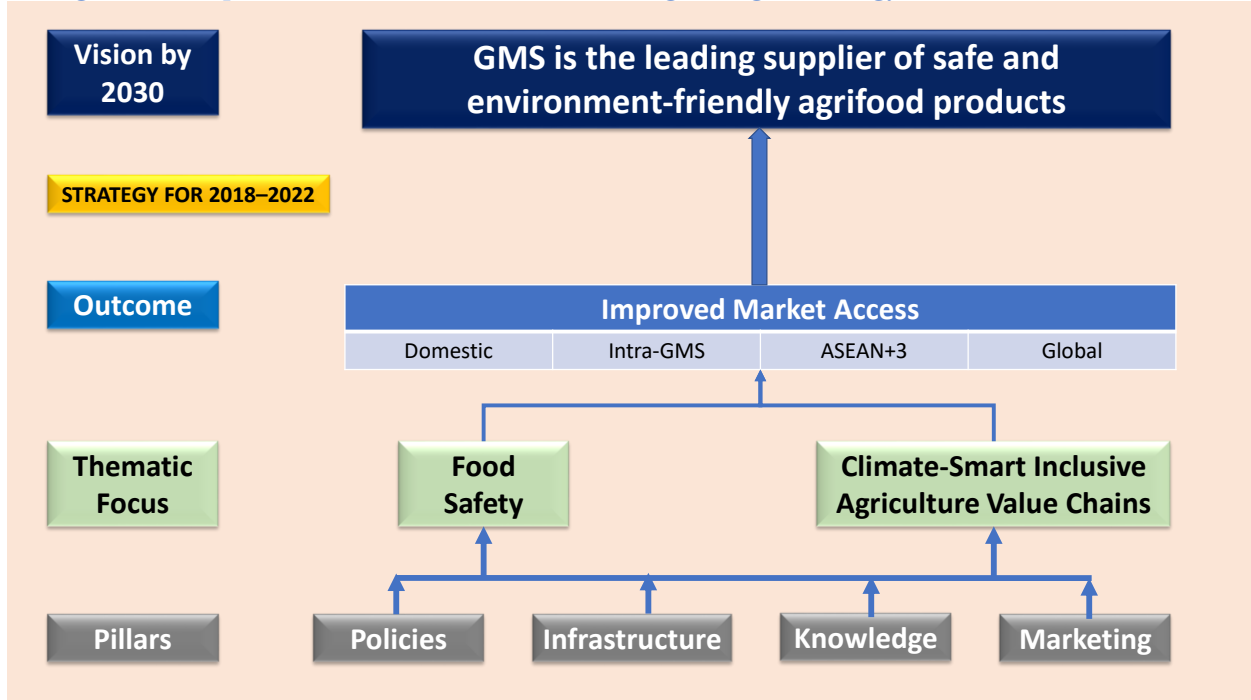 Vision by
2030
GMS is the leading supplier of safe and
environment-friendly agrifood products
STRATEGY FOR 2018–2022
Outcome
Improved Market Access
Domestic Intra-GMS ASEAN+3 Global
Thematic
Focus
Food
Safety
Climate-Smart Inclusive
Agriculture Value Chains
Pillars
Policies Infrastructure Knowledge Marketing